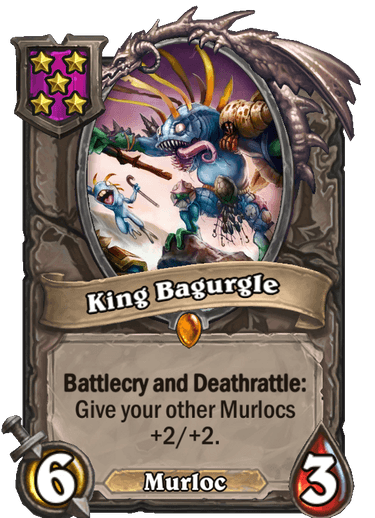 King Bagurgle
Battlecry and Deathrattle:
Give your other Murlocs
+2/+2.
6
Murloc
3